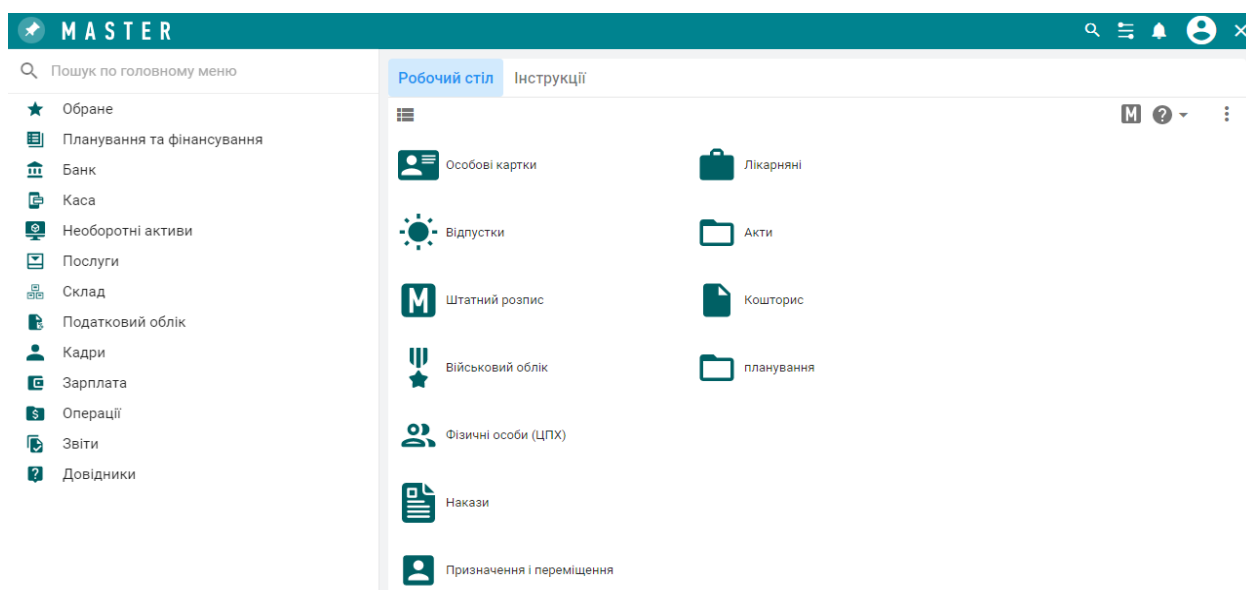 MASTER
Пошук по головному меню
Обране
Планування та фінансування
Банк
Каса
Необоротні активи
Послуги
Склад
Податковий облік
Кадри
Зарплата
Операції
Звіти
Довідники
Робочий стіл Інструкції
M
Особові картки Лікарняні
Відпустки Акти
M Штатний розпис Кошторис
Військовий облік планування
Фізичні особи (ЦПХ)
Накази
Призначення і переміщення